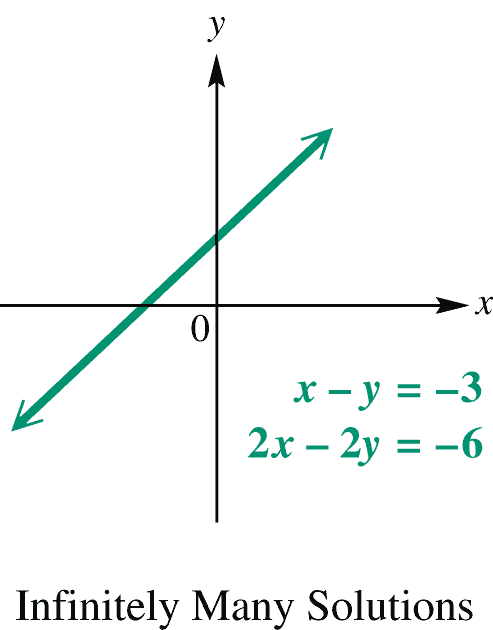 y
x
0
x − y = −3
2x − 2y = −6
Infinitely Many Solutions